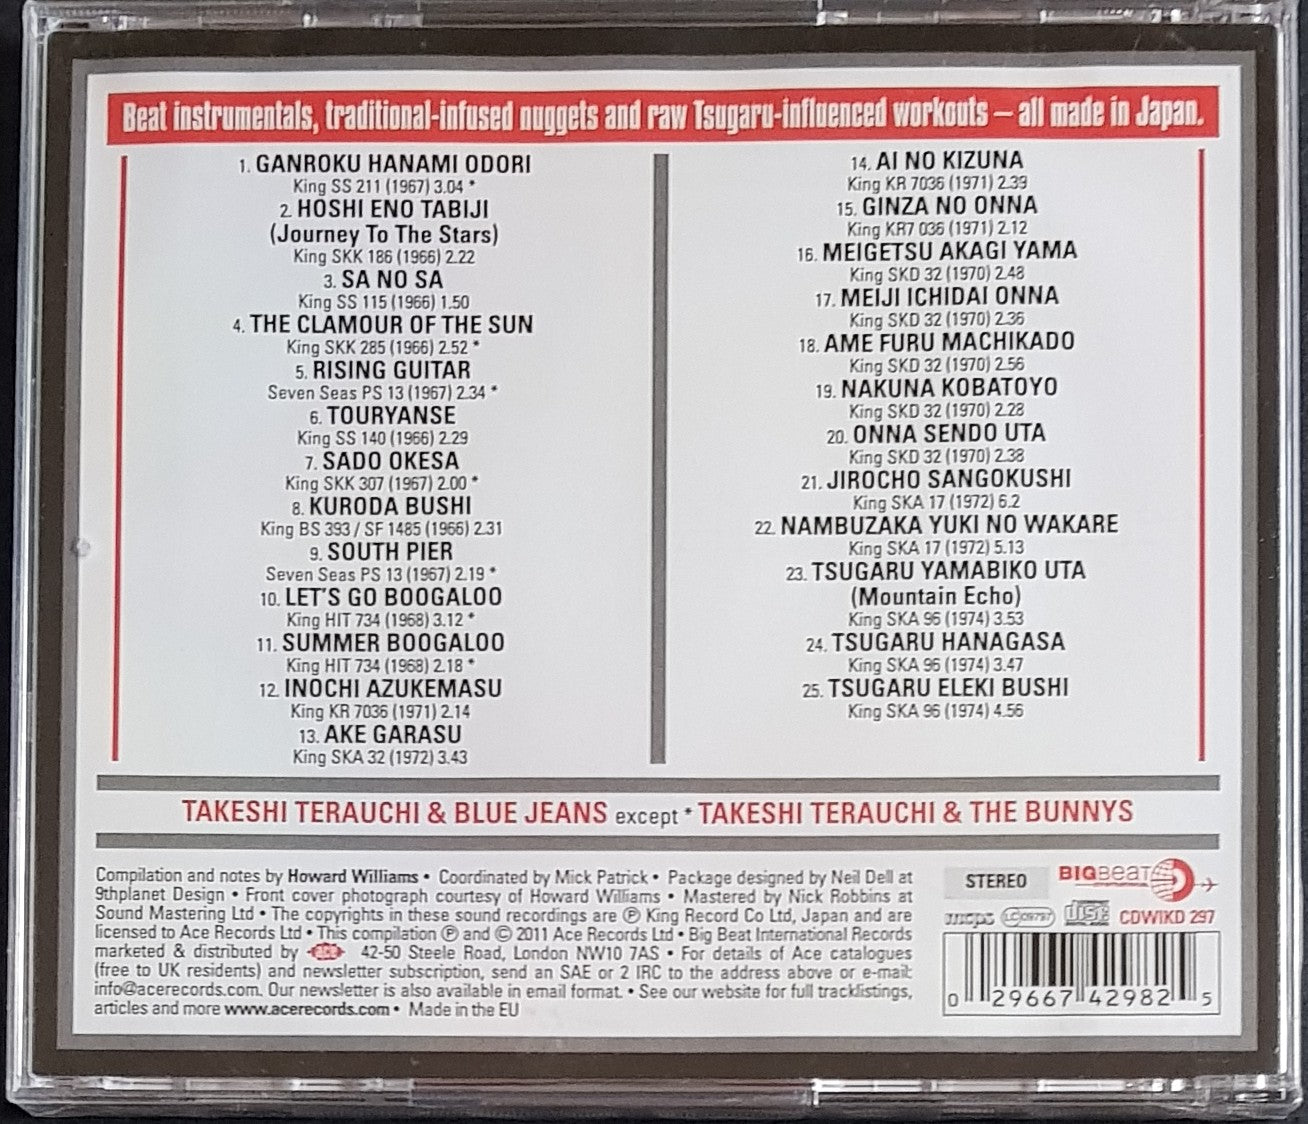 Beat instrumentals, traditional-infused nuggets and raw Tsugaru-influenced workouts – all made in Japan.
1. GANROKU HANAMI ODORI
King SS 211 (1967) 3.04 *
2. HOSHI ENO TABIJI
(Journey To The Stars)
King SKK 186 (1966) 2.22
3. SA NO SA
King SS 115 (1966) 1.50
4. THE CLAMOUR OF THE SUN
King SKK 285 (1966) 2.52 *
5. RISING GUITAR
Seven Seas PS 13 (1967) 2.34 *
6. TOURYANSE
King SS 140 (1966) 2.29
7. SADO OKESA
King SKK 307 (1967) 2.00 *
8. KURODA BUSHI
King BS 393 / SF 1485 (1966) 2.31
9. SOUTH PIER
Seven Seas PS 13 (1967) 2.19 *
10. LET'S GO BOOGALOO
King HIT 734 (1968) 3.12 *
11. SUMMER BOOGALOO
King HIT 734 (1968) 2.18 *
12. INOCHI AZUKEMASU
King KR 7036 (1971) 2.14
13. AKE GARASU
King SKA 32 (1972) 3.43
14. AI NO KIZUNA
King KR 7036 (1971) 2.39
15. GINZA NO ONNA
King KR7 036 (1971) 2.12
16. MEIGETSU AKAGI YAMA
King SKD 32 (1970) 2.48
17. MEIJI ICHIDAI ONNA
King SKD 32 (1970) 2.36
18. AME FURU MACHIKADO
King SKD 32 (1970) 2.56
19. NAKUNA KOBATOYO
King SKD 32 (1970) 2.28
20. ONNA SENDO UTA
King SKD 32 (1970) 2.38
21. JIROCHO SANGOKUSHI
King SKA 17 (1972) 6.2
22. NAMBUZAKA YUKI NO WAKARE
King SKA 17 (1972) 5.13
23. TSUGARU YAMABIKO UTA
(Mountain Echo)
King SKA 96 (1974) 3.53
24. TSUGARU HANAGASA
King SKA 96 (1974) 3.47
25. TSUGARU ELEKI BUSHI
King SKA 96 (1974) 4.56
TAKESHI TERAUCHI & BLUE JEANS except * TAKESHI TERAUCHI & THE BUNNYS
Compilation and notes by Howard Williams • Coordinated by Mick Patrick • Package designed by Neil Dell at
9thplanet Design • Front cover photograph courtesy of Howard Williams • Mastered by Nick Robbins at
Sound Mastering Ltd • The copyrights in these sound recordings are Ⓟ King Record Co Ltd, Japan and are
licensed to Ace Records Ltd • This compilation Ⓟ and © 2011 Ace Records Ltd • Big Beat International Records
marketed & distributed by ace 42-50 Steele Road, London NW10 7AS • For details of Ace catalogues
(free to UK residents) and newsletter subscription, send an SAE or 2 IRC to the address above or e-mail:
info@acerecords.com. Our newsletter is also available in email format. • See our website for full tracklistings,
articles and more www.acerecords.com • Made in the EU
STEREO
BIGBEAT
mcps LC 09797 disc CDWIKD 297
0 29667 42982 5